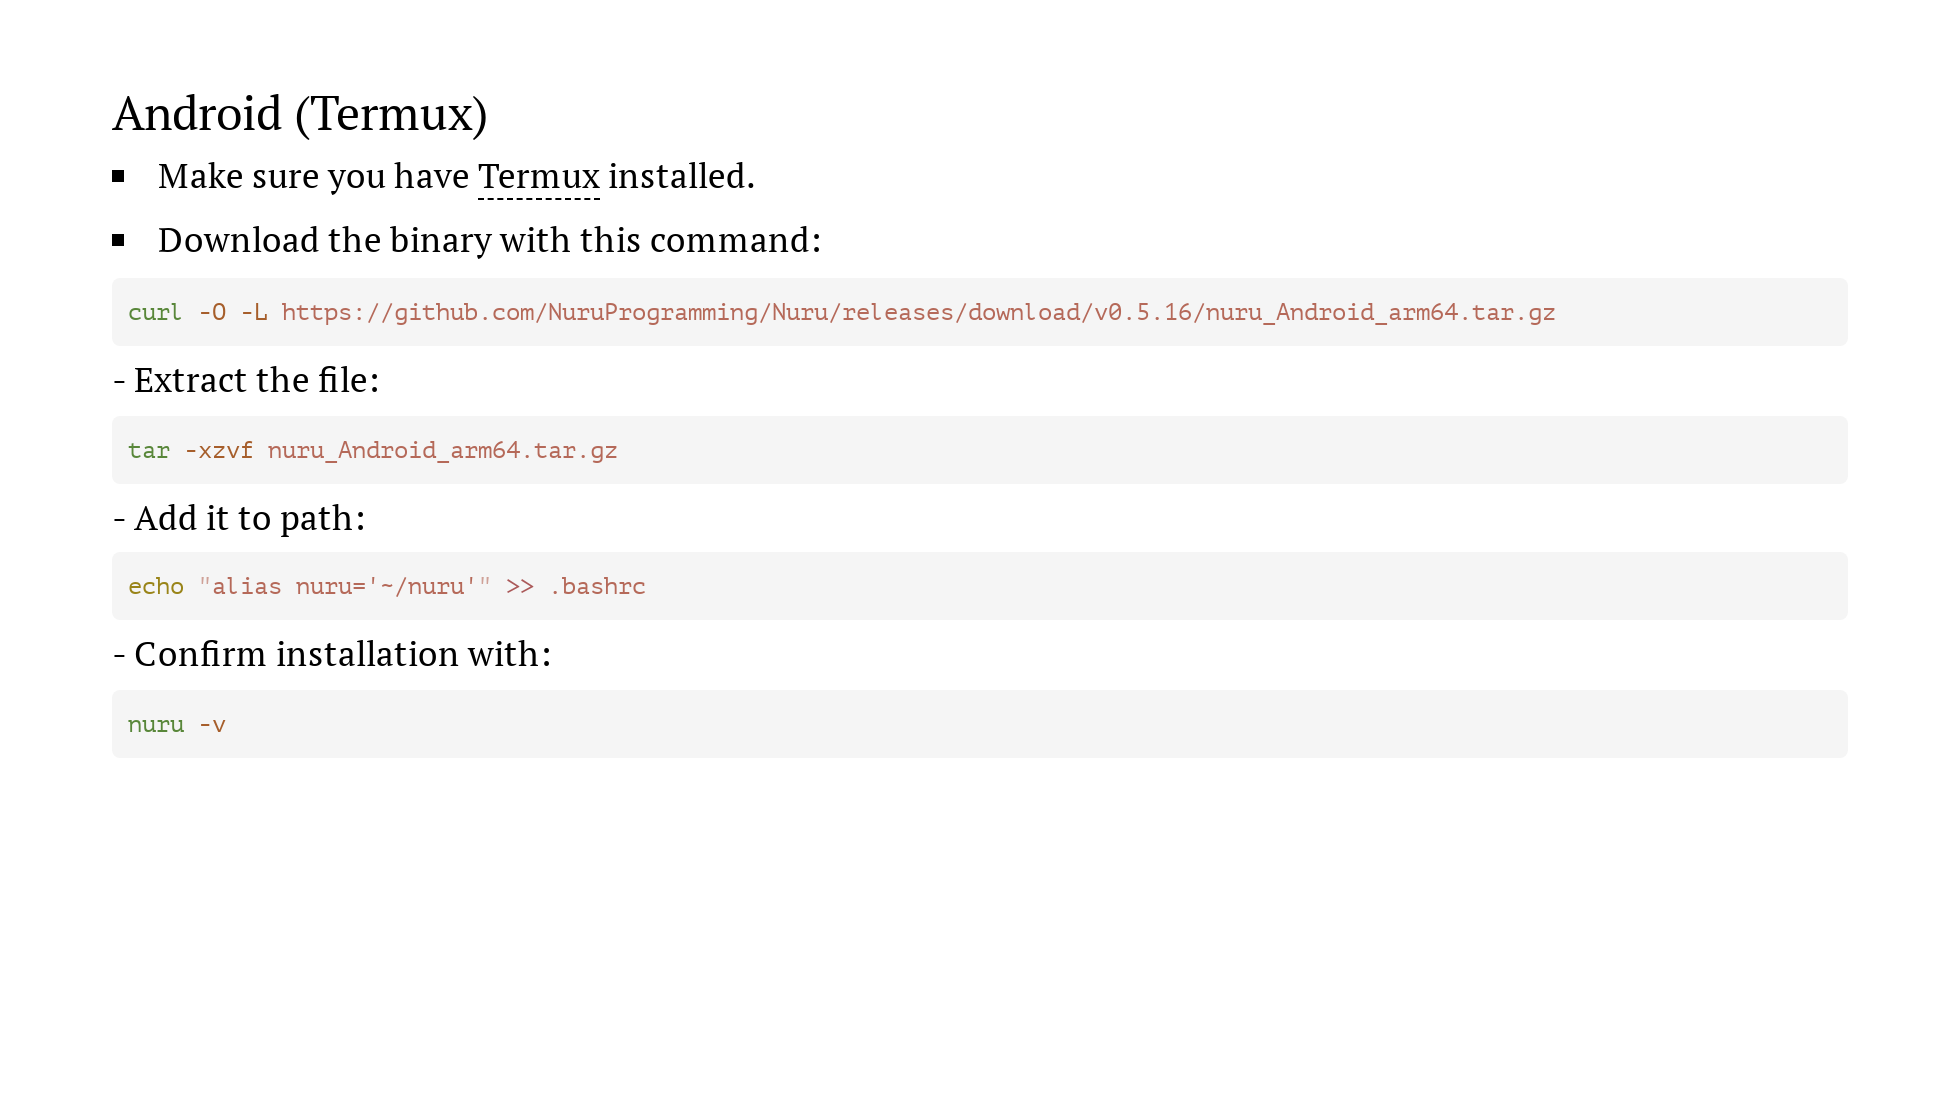 Android (Termux)
Make sure you have Termux installed.
Download the binary with this command:
curl -O -L https://github.com/NuruProgramming/Nuru/releases/download/v0.5.16/nuru_Android_arm64.tar.gz
- Extract the file:
tar -xzvf nuru_Android_arm64.tar.gz
- Add it to path:
echo "alias nuru='~/nuru'" >> .bashrc
- Confirm installation with:
nuru -v